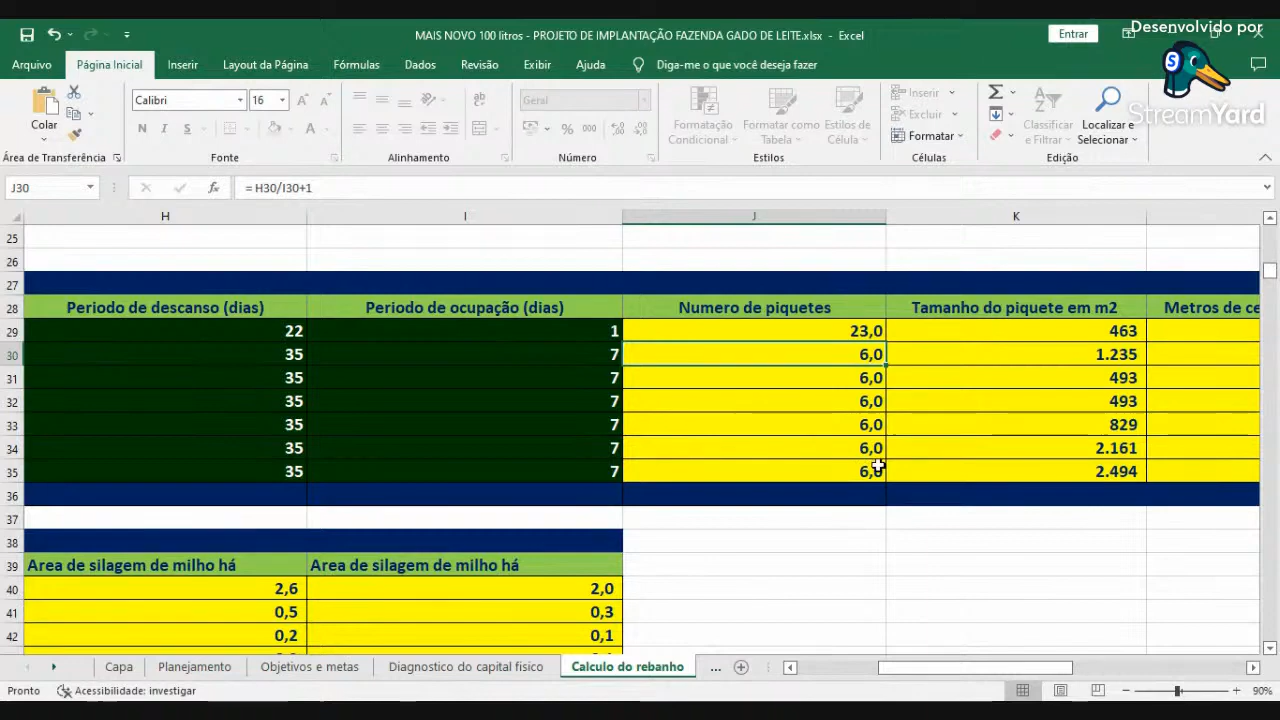 Desenvolvido por
StreamYard
MAIS NOVO 100 litros - PROJETO DE IMPLANTAÇÃO FAZENDA GADO DE LEITE.xlsx - Excel
Entrar
Arquivo Página Inicial Inserir Layout da Página Fórmulas Dados Revisão Exibir Ajuda Diga-me o que você deseja fazer
Colar
Calibri 16
N I S
Geral
% 000
Formatação Condicional
Formatar como Tabela
Estilos de Célula
Inserir
Excluir
Formatar
Classificar e Filtrar
Localizar e Selecionar
Área de Transferência Fonte Alinhamento Número Estilos Células Edição
J30 fx = H30/I30+1
H I J K
25
26
27
28 Periodo de descanso (dias) Periodo de ocupação (dias) Numero de piquetes Tamanho do piquete em m2 Metros de ce
29 22 1 23,0 463
30 35 7 6,0 1.235
31 35 7 6,0 493
32 35 7 6,0 493
33 35 7 6,0 829
34 35 7 6,0 2.161
35 35 7 6,0 2.494
36
37
38
39 Area de silagem de milho há Area de silagem de milho há
40 2,6 2,0
41 0,5 0,3
42 0,2 0,1
Capa Planejamento Objetivos e metas Diagnostico do capital fisico Calculo do rebanho ...
Pronto Acessibilidade: investigar 90%